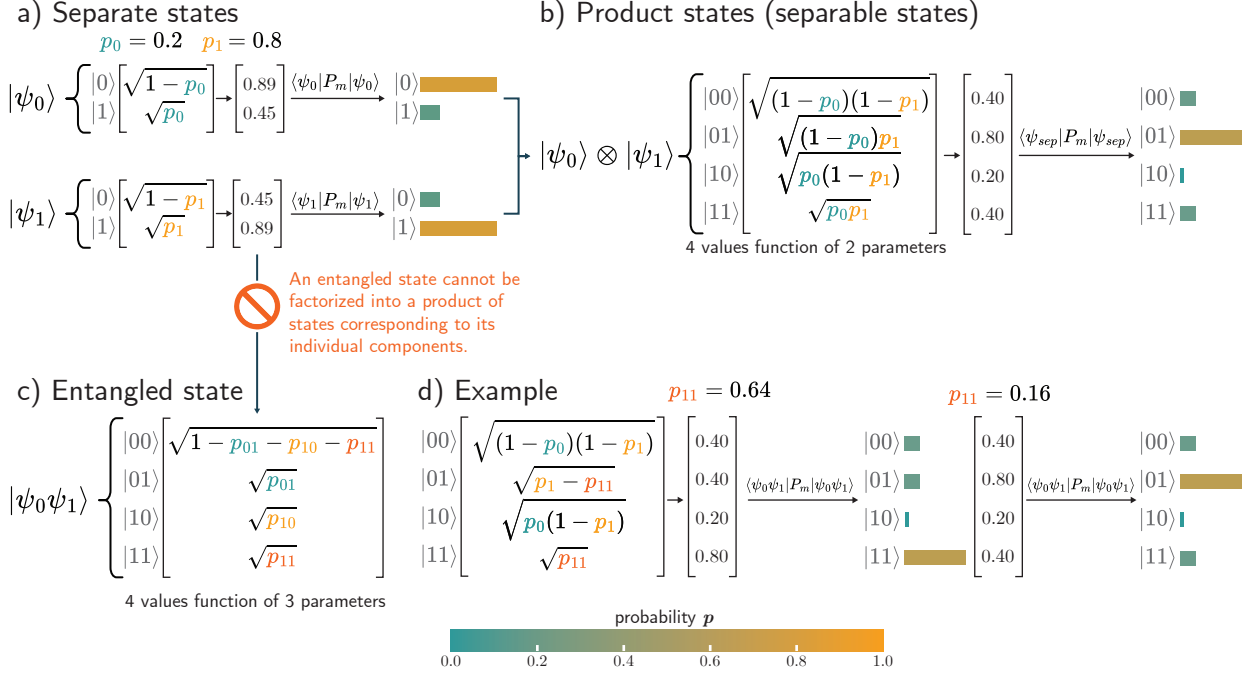 a) Separate states
p₀ = 0.2 p₁ = 0.8
|ψ₀⟩
|0⟩ √(1 − p₀) 0.89
|1⟩ √p₀ 0.45
⟨ψ₀|Pₘ|ψ₀⟩
|0⟩
|1⟩
|ψ₁⟩
|0⟩ √(1 − p₁) 0.45
|1⟩ √p₁ 0.89
⟨ψ₁|Pₘ|ψ₁⟩
|0⟩
|1⟩
b) Product states (separable states)
|ψ₀⟩ ⊗ |ψ₁⟩
|00⟩ √((1 − p₀)(1 − p₁)) 0.40
|01⟩ √((1 − p₀)p₁) 0.80
|10⟩ √(p₀(1 − p₁)) 0.20
|11⟩ √(p₀p₁) 0.40
⟨ψₛₑₚ|Pₘ|ψₛₑₚ⟩
|00⟩
|01⟩
|10⟩
|11⟩
4 values function of 2 parameters
An entangled state cannot be
factorized into a product of
states corresponding to its
individual components.
c) Entangled state
|ψ₀ψ₁⟩
|00⟩ √(1 − p₀₁ − p₁₀ − p₁₁)
|01⟩ √p₀₁
|10⟩ √p₁₀
|11⟩ √p₁₁
4 values function of 3 parameters
d) Example
|00⟩ √((1 − p₀)(1 − p₁))
|01⟩ √(p₁ − p₁₁)
|10⟩ √(p₀(1 − p₁))
|11⟩ √p₁₁
p₁₁ = 0.64
0.40
0.40
0.20
0.80
⟨ψ₀ψ₁|Pₘ|ψ₀ψ₁⟩
|00⟩
|01⟩
|10⟩
|11⟩
p₁₁ = 0.16
0.40
0.80
0.20
0.40
⟨ψ₀ψ₁|Pₘ|ψ₀ψ₁⟩
|00⟩
|01⟩
|10⟩
|11⟩
probability p
0.0 0.2 0.4 0.6 0.8 1.0